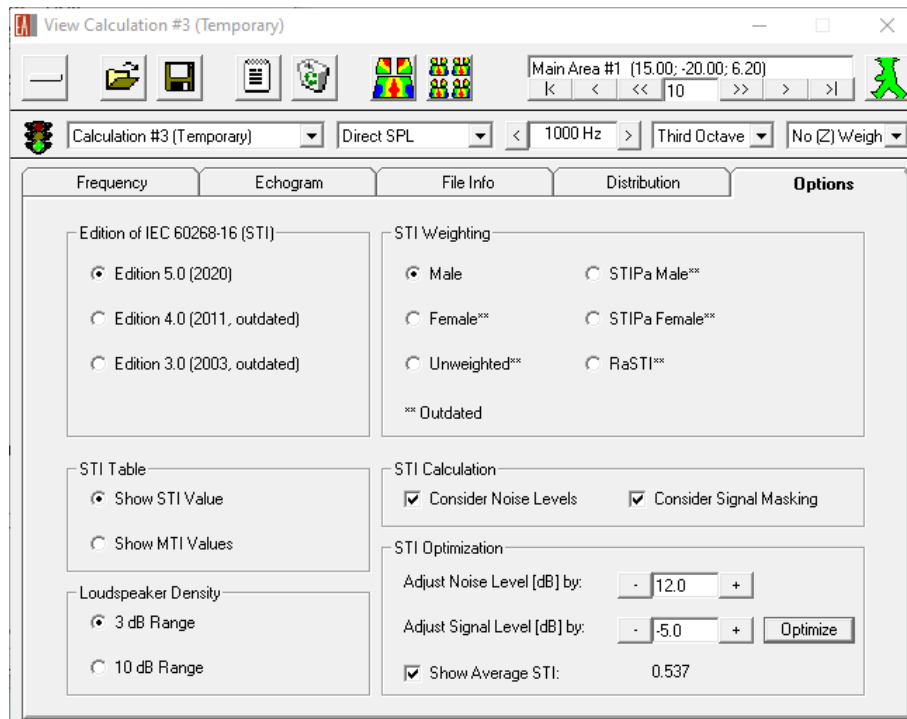 EA View Calculation #3 (Temporary)
Main Area #1 (15.00; -20.00; 6.20)
|< < << 10 >> > >|
Calculation #3 (Temporary) Direct SPL < 1000 Hz > Third Octave No (Z) Weigh
Frequency Echogram File Info Distribution Options
Edition of IEC 60268-16 (STI)
Edition 5.0 (2020)
Edition 4.0 (2011, outdated)
Edition 3.0 (2003, outdated)
STI Weighting
Male STIPa Male**
Female** STIPa Female**
Unweighted** RaSTI**
** Outdated
STI Table
Show STI Value
Show MTI Values
STI Calculation
Consider Noise Levels Consider Signal Masking
Loudspeaker Density
3 dB Range
10 dB Range
STI Optimization
Adjust Noise Level [dB] by: - 12.0 +
Adjust Signal Level [dB] by: - -5.0 + Optimize
Show Average STI: 0.537